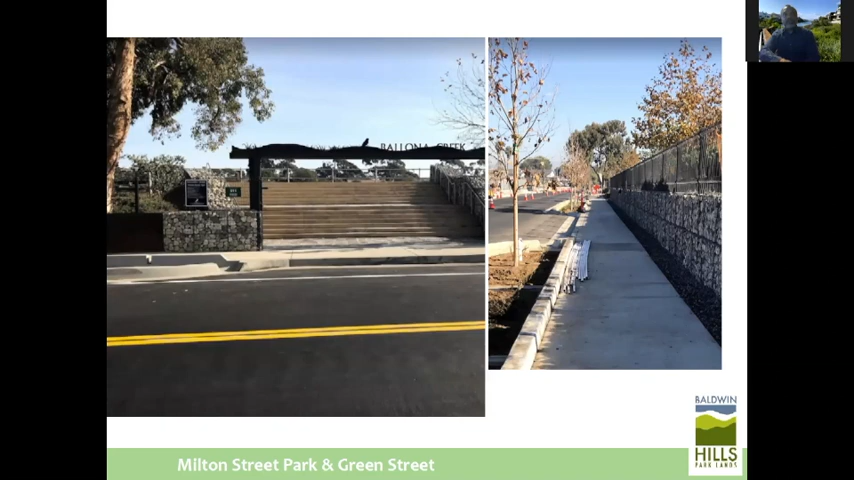 BALLONA CREEK
Milton Street Park & Green Street
BALDWIN
HILLS
PARK LANDS